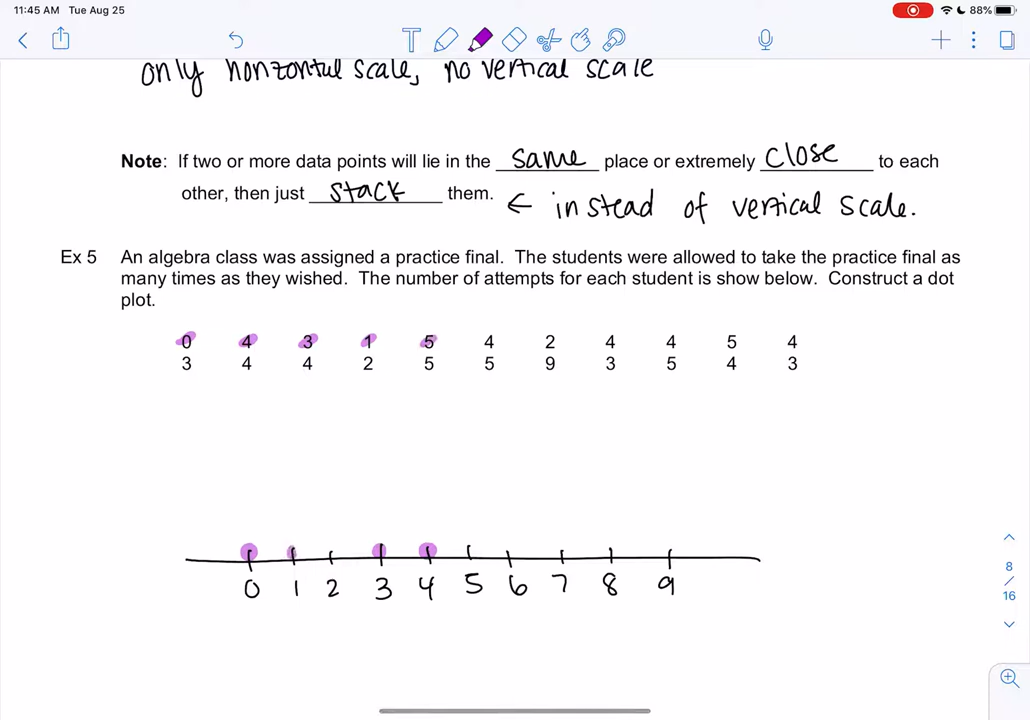 11:45 AM Tue Aug 25 88%
only horizontal scale, no vertical scale
Note: If two or more data points will lie in the same place or extremely close to each
other, then just stack them. ← instead of vertical scale.
Ex 5 An algebra class was assigned a practice final. The students were allowed to take the practice final as
many times as they wished. The number of attempts for each student is show below. Construct a dot
plot.
0 4 3 1 5 4 2 4 4 5 4
3 4 4 2 5 5 9 3 5 4 3
0 1 2 3 4 5 6 7 8 9
8
/
16